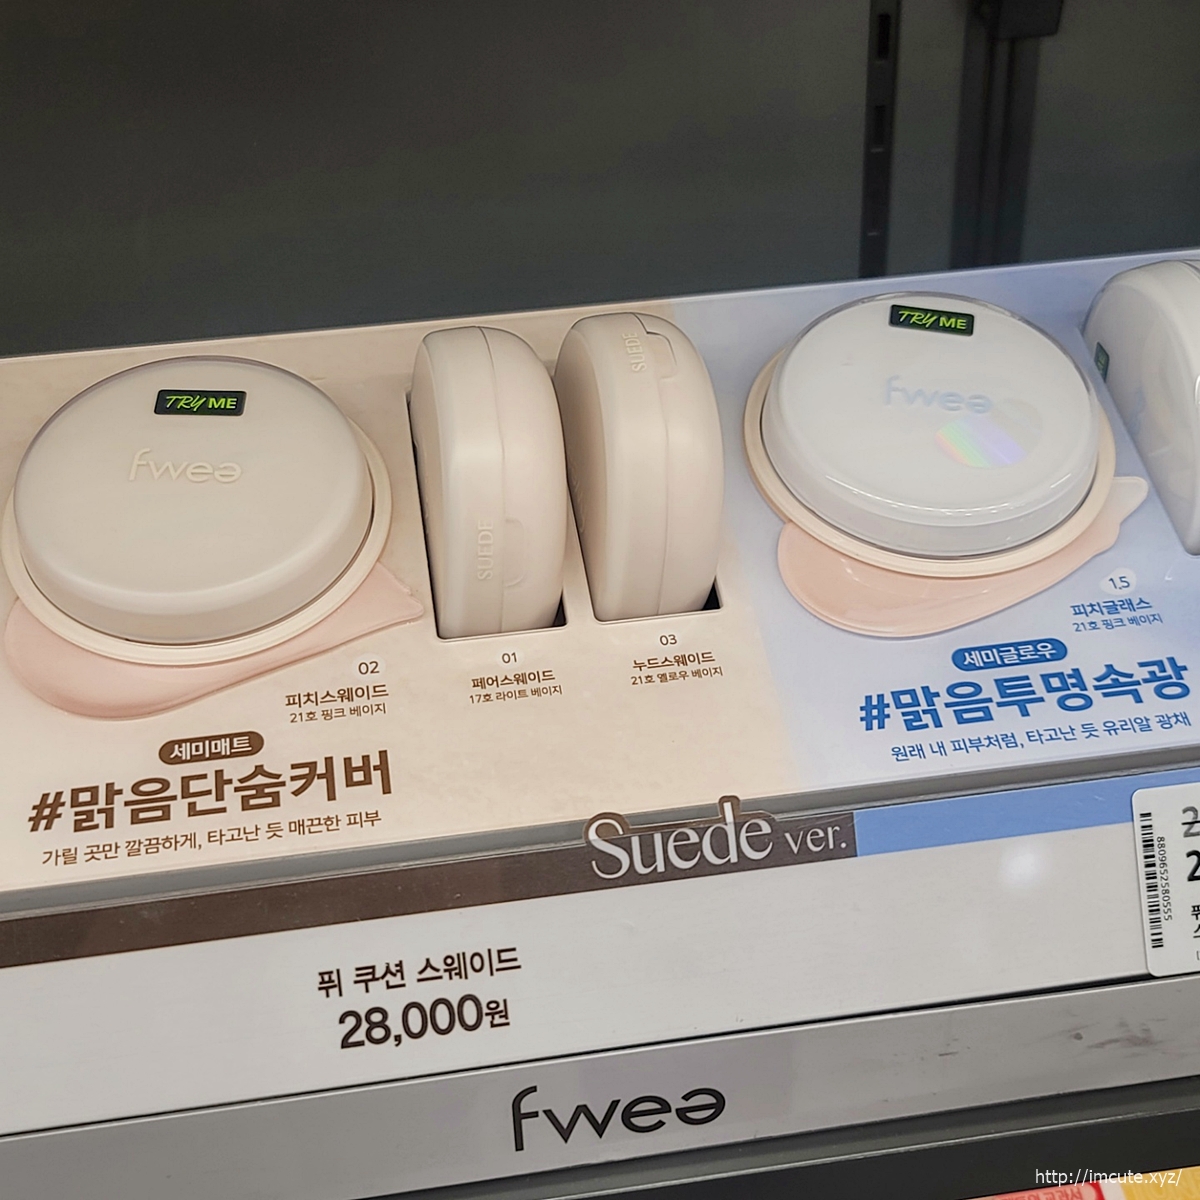 TRY ME
fwee
SUEDE
SUEDE
TRY ME
fwee
02
피치스웨이드
21호 핑크 베이지
01
페어스웨이드
17호 라이트 베이지
03
누드스웨이드
21호 옐로우 베이지
1.5
피치글래스
21호 핑크 베이지
세미매트
#맑음단숨커버
가릴 곳만 깔끔하게, 타고난 듯 매끈한 피부
세미글로우
#맑음투명속광
원래 내 피부처럼, 타고난 듯 유리알 광채
Suede ver.
퓌 쿠션 스웨이드
28,000원
8809652580555
fwee
http://imcute.xyz/